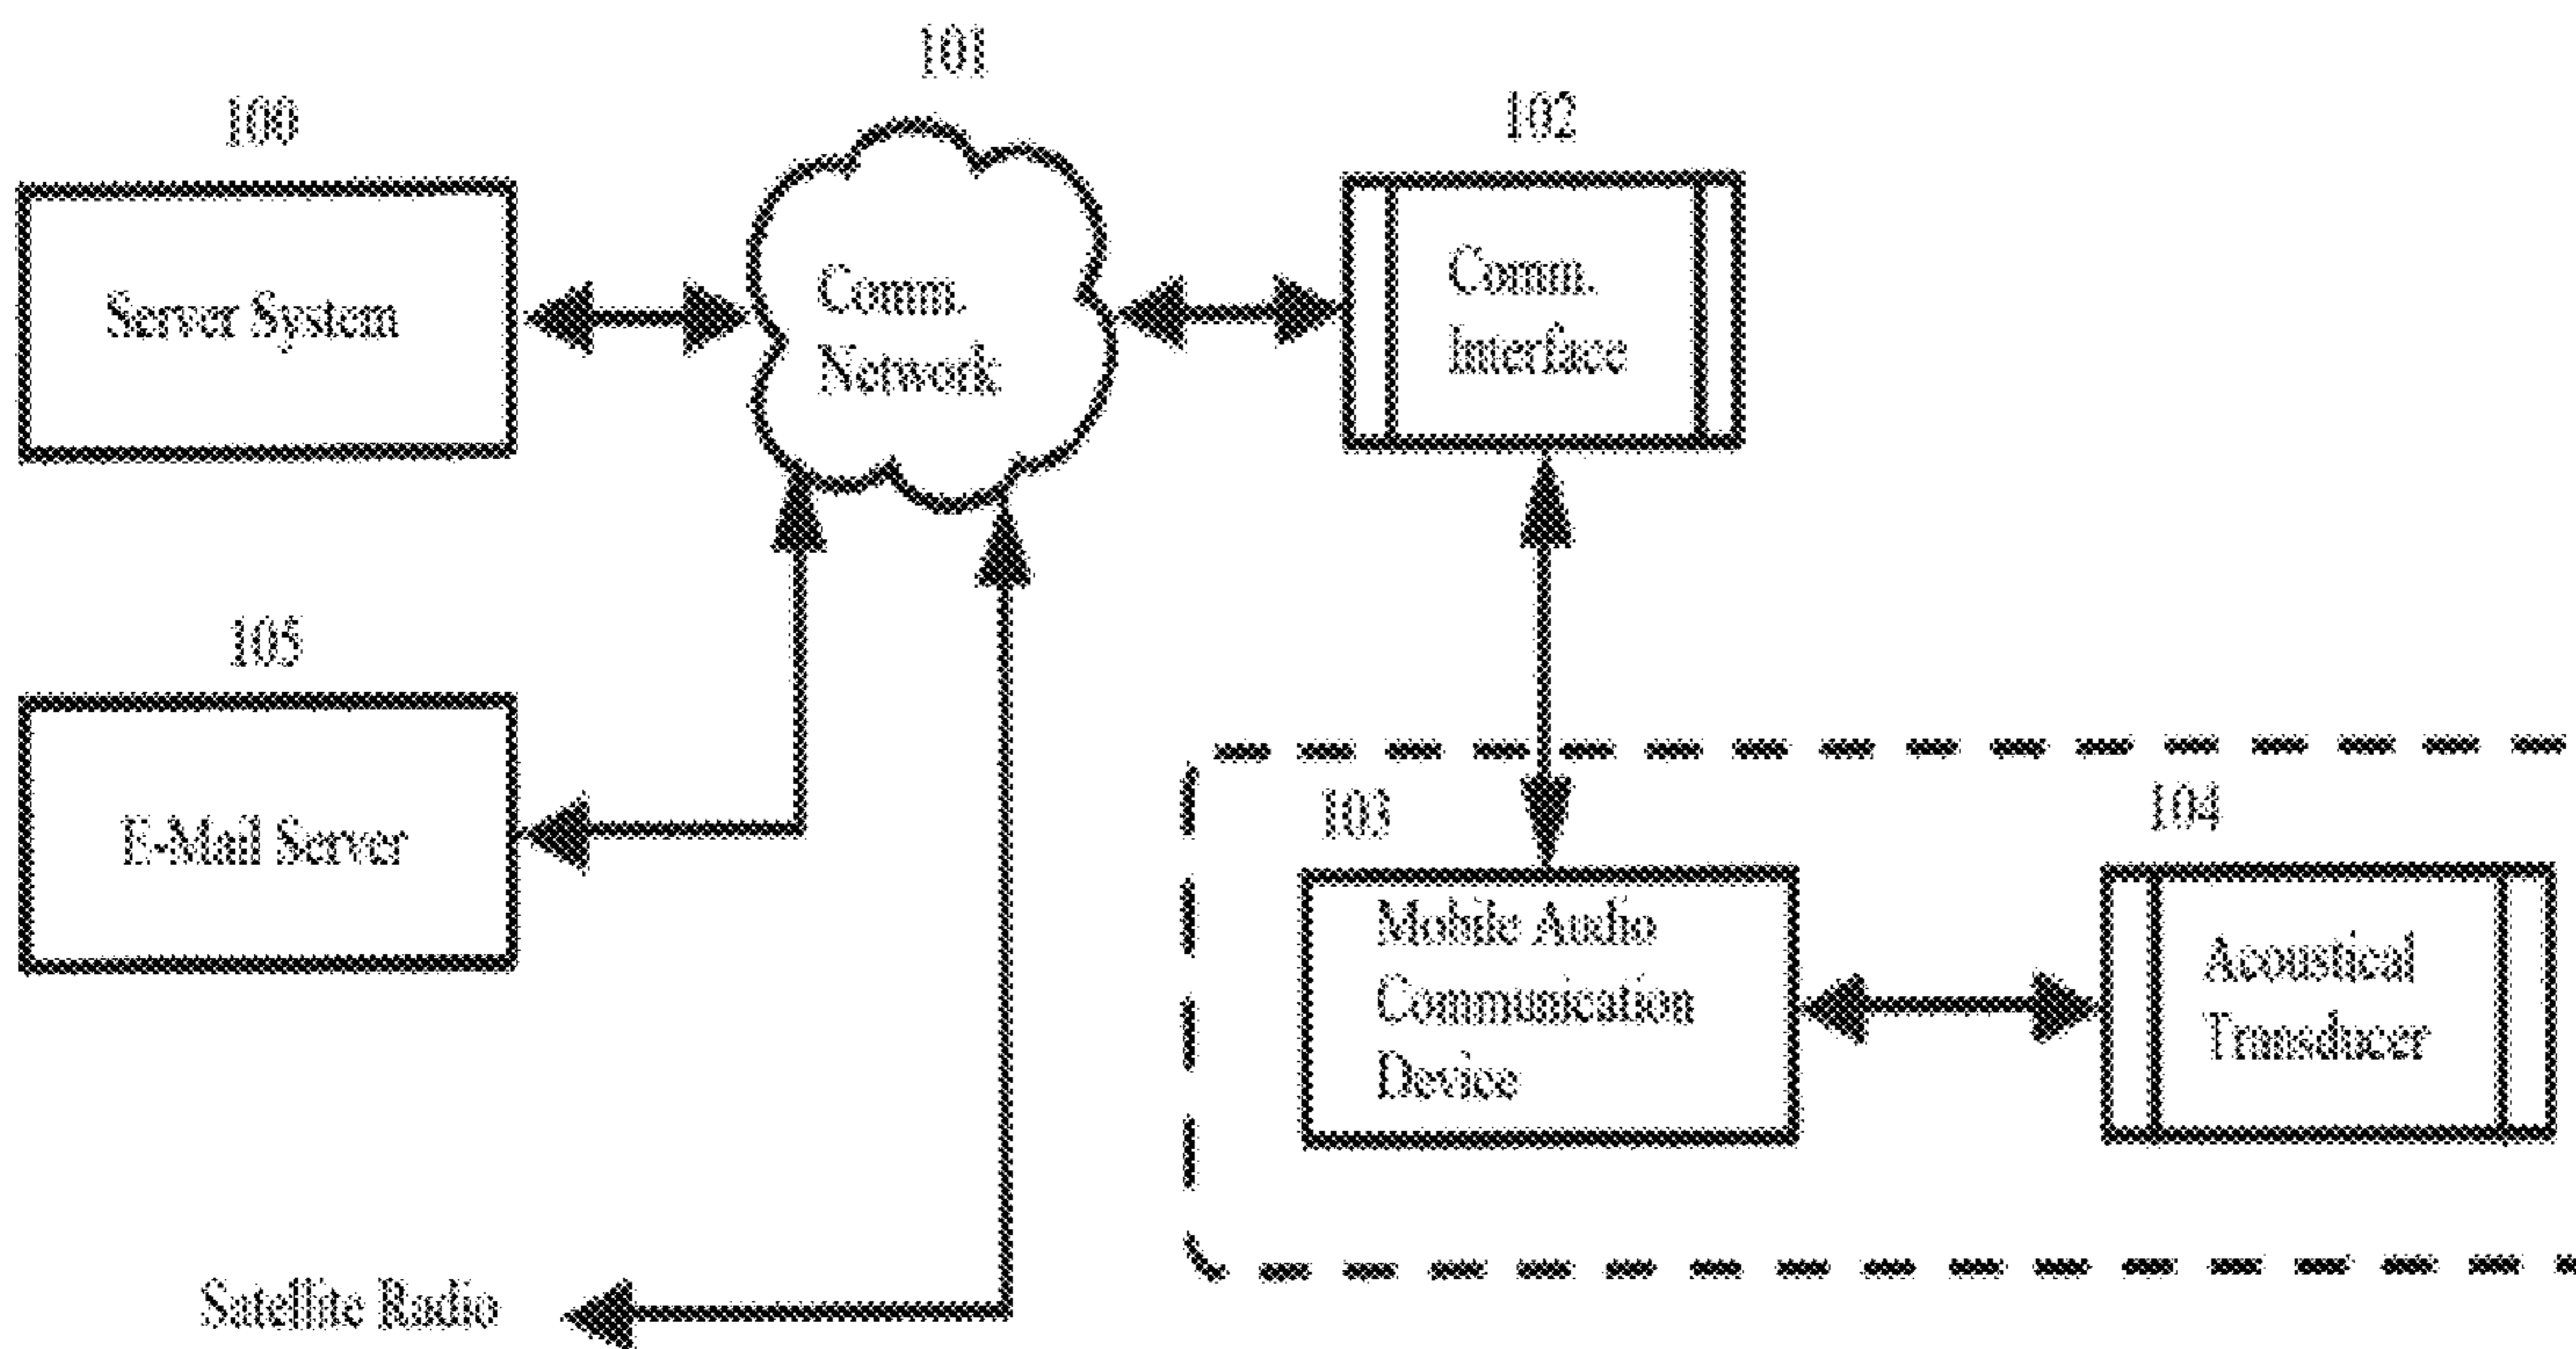 101
100
102
Server System
Comm.
Network
Comm.
Interface
105
E-Mail Server
103
104
Mobile Audio
Communication
Device
Acoustical
Transducer
Satellite Radio